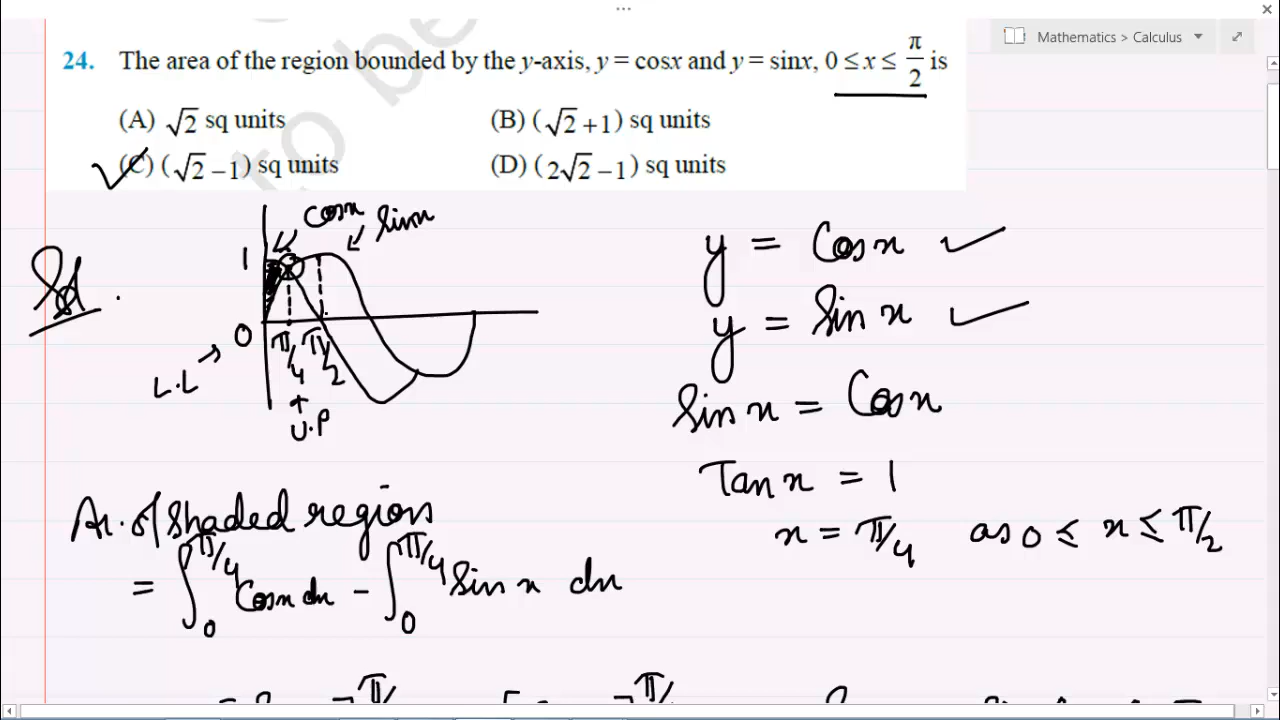 ...
Mathematics > Calculus
24. The area of the region bounded by the y-axis, y = cosx and y = sinx, 0 ≤ x ≤ π/2 is
(A) √2 sq units (B) (√2+1) sq units
(C) (√2−1) sq units (D) (2√2−1) sq units
to be
Sol.
cosx sinx
1
0 π/4 π/2
L.L →
U.P
y = Cosx ✓
y = sinx ✓
sinx = Cosx
Tanx = 1
x = π/4 as 0 ≤ x ≤ π/2
Ar. of shaded region
= ∫₀^π/4 Cosx dx − ∫₀^π/4 sinx dx